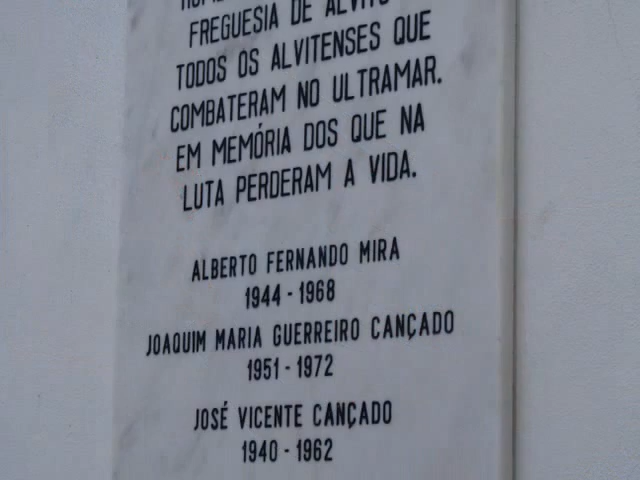 FREGUESIA DE ALVITO
TODOS OS ALVITENSES QUE
COMBATERAM NO ULTRAMAR.
EM MEMÓRIA DOS QUE NA
LUTA PERDERAM A VIDA.
ALBERTO FERNANDO MIRA
1944 - 1968
JOAQUIM MARIA GUERREIRO CANÇADO
1951 - 1972
JOSÉ VICENTE CANÇADO
1940 - 1962